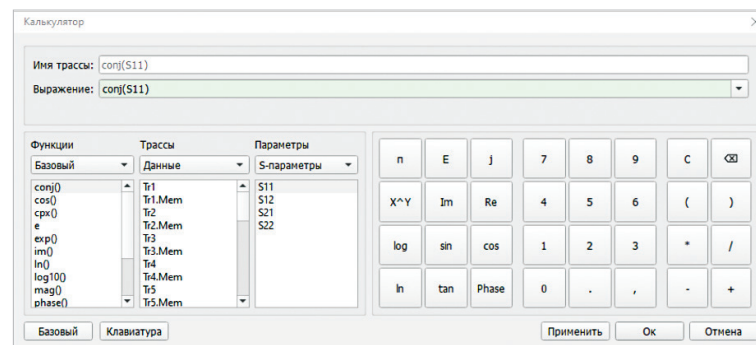 Калькулятор
Имя трассы: conj(S11)
Выражение: conj(S11)
Функции Трассы Параметры
Базовый Данные S-параметры
conj() Tr1 S11
cos() Tr1.Mem S12
cpx() Tr2 S21
e Tr2.Mem S22
exp() Tr3
im() Tr3.Mem
ln() Tr4
log10() Tr4.Mem
mag() Tr5
phase() Tr5.Mem
п E j 7 8 9 C
X^Y Im Re 4 5 6 ( )
log sin cos 1 2 3 * /
ln tan Phase 0 . , - +
Базовый Клавиатура Применить Ок Отмена